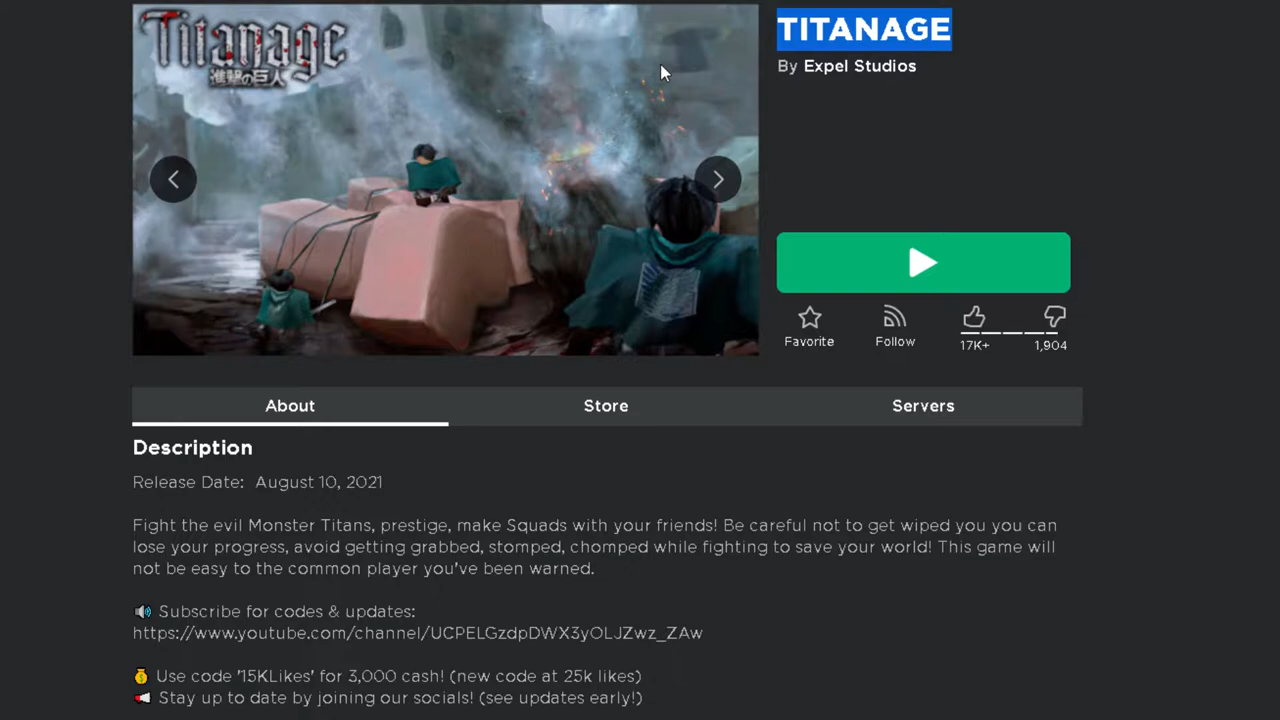 Titanage
進撃の巨人
TITANAGE
By Expel Studios
Favorite
Follow
17K+
1,904
About
Store
Servers
Description
Release Date: August 10, 2021
Fight the evil Monster Titans, prestige, make Squads with your friends! Be careful not to get wiped you you can
lose your progress, avoid getting grabbed, stomped, chomped while fighting to save your world! This game will
not be easy to the common player you've been warned.
🔊 Subscribe for codes & updates:
https://www.youtube.com/channel/UCPELGzdpDWX3yOLJZwz_ZAw
💰 Use code '15KLikes' for 3,000 cash! (new code at 25k likes)
📢 Stay up to date by joining our socials! (see updates early!)